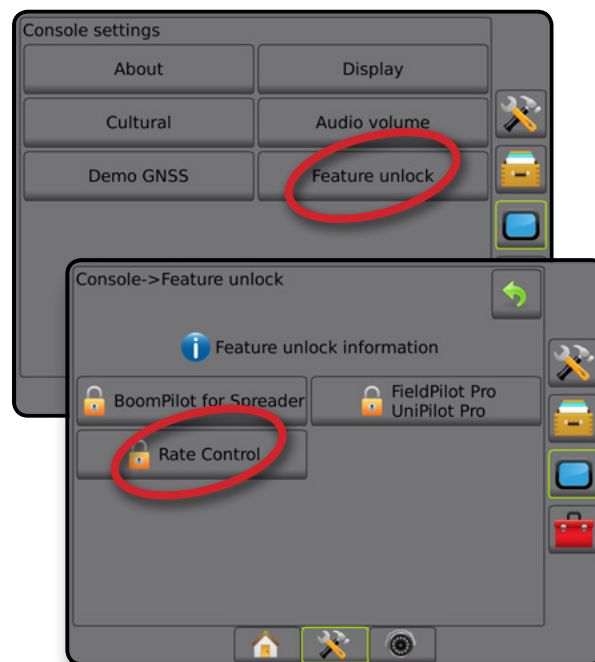 Console settings
About
Display
Cultural
Audio volume
Demo GNSS
Feature unlock
Console->Feature unlock
Feature unlock information
BoomPilot for Spreader
FieldPilot Pro
UniPilot Pro
Rate Control